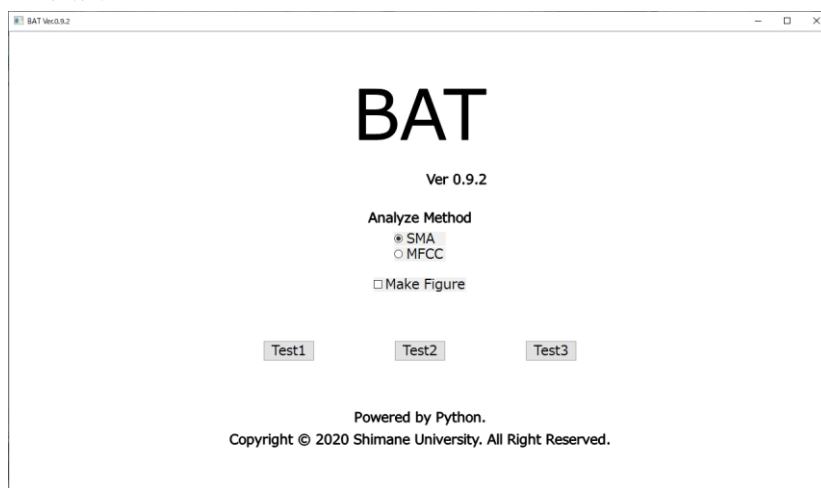 BAT Ver.0.9.2
BAT
Ver 0.9.2
Analyze Method
SMA
MFCC
Make Figure
Test1 Test2 Test3
Powered by Python.
Copyright © 2020 Shimane University. All Right Reserved.